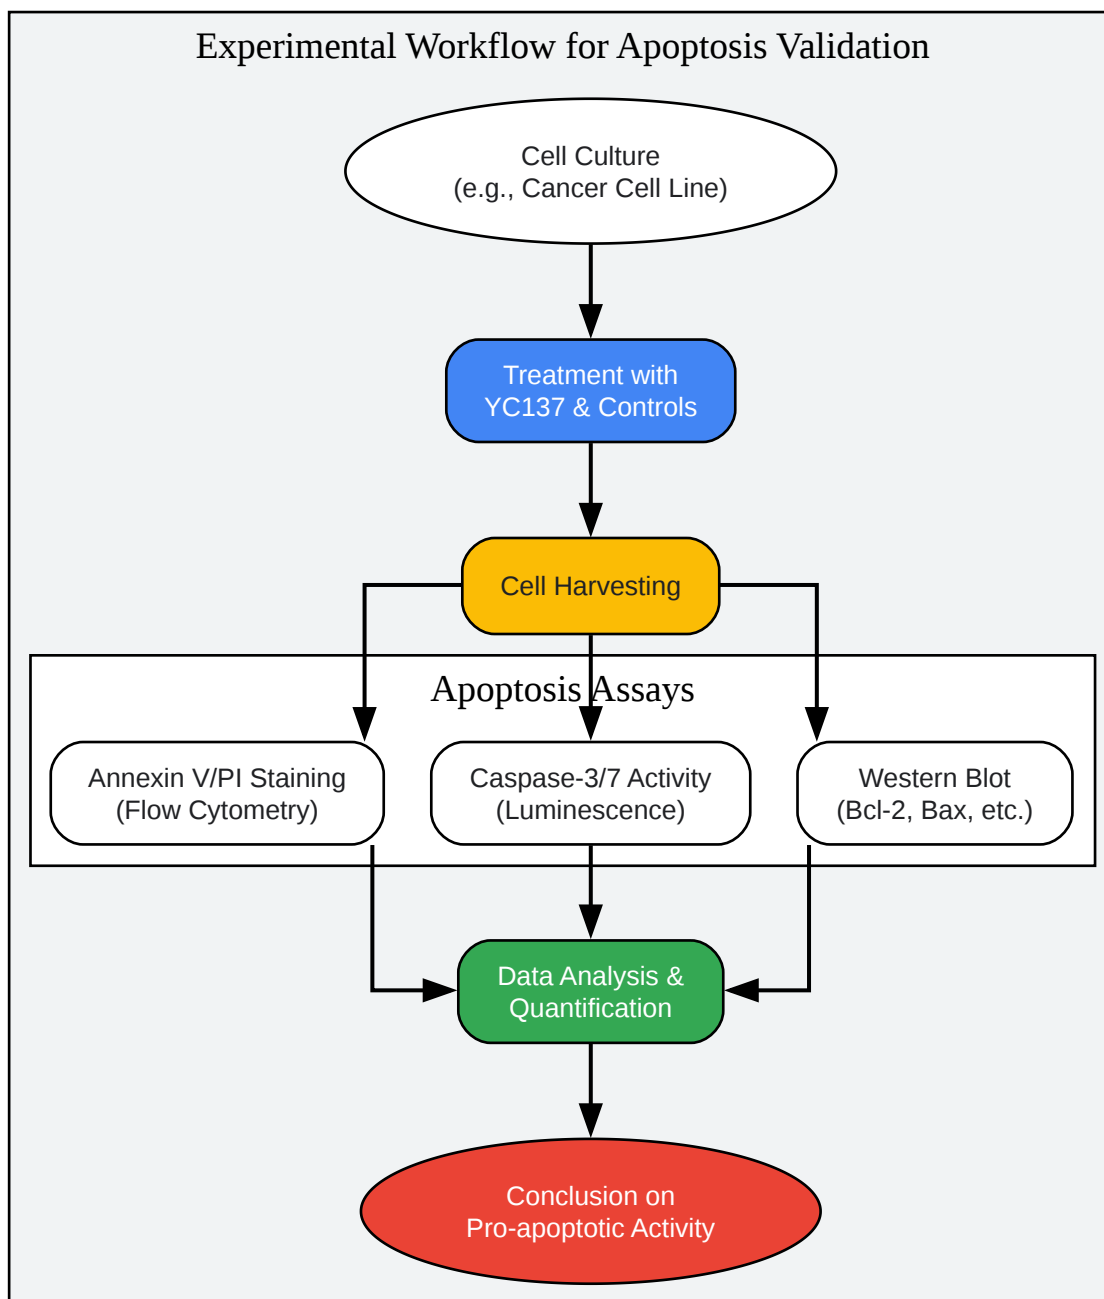 Experimental Workflow for Apoptosis Validation
Cell Culture
(e.g., Cancer Cell Line)
Treatment with
YC137 & Controls
Cell Harvesting
Apoptosis Assays
Annexin V/PI Staining
(Flow Cytometry)
Caspase-3/7 Activity
(Luminescence)
Western Blot
(Bcl-2, Bax, etc.)
Data Analysis &
Quantification
Conclusion on
Pro-apoptotic Activity